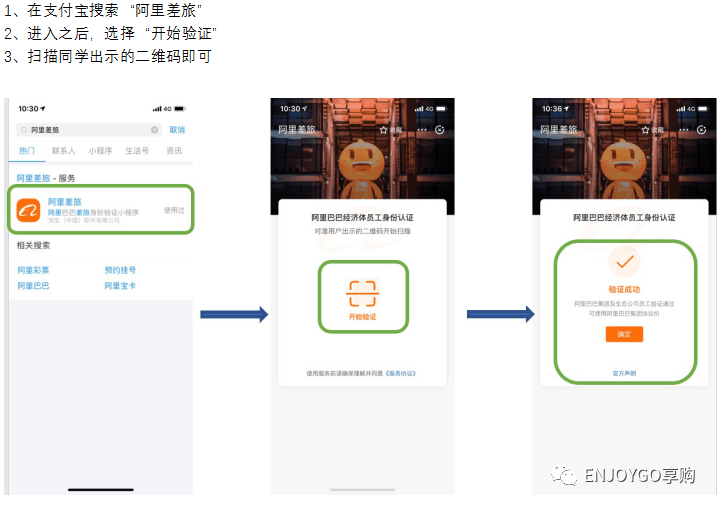 1、在支付宝搜索“阿里差旅”
2、进入之后，选择“开始验证”
3、扫描同学出示的二维码即可
10:30
4G
阿里差旅
取消
热门
联系人
小程序
生活号
资讯
阿里差旅 - 服务
阿里差旅
阿里巴巴差旅身份验证小程序
淘宝（中国）软件有限公司
使用过
相关搜索
阿里彩票
预约挂号
阿里巴巴
阿里宝卡
10:30
4G
阿里差旅
收藏
阿里巴巴经济体员工身份认证
对准用户出示的二维码开始扫描
开始验证
使用服务前请确保理解并同意《服务协议》
10:36
4G
阿里差旅
收藏
阿里巴巴经济体员工身份认证
验证成功
阿里巴巴集团及生态公司员工验证通过
可使用阿里巴巴集团协议价
确定
官方声明
ENJOYGO享购